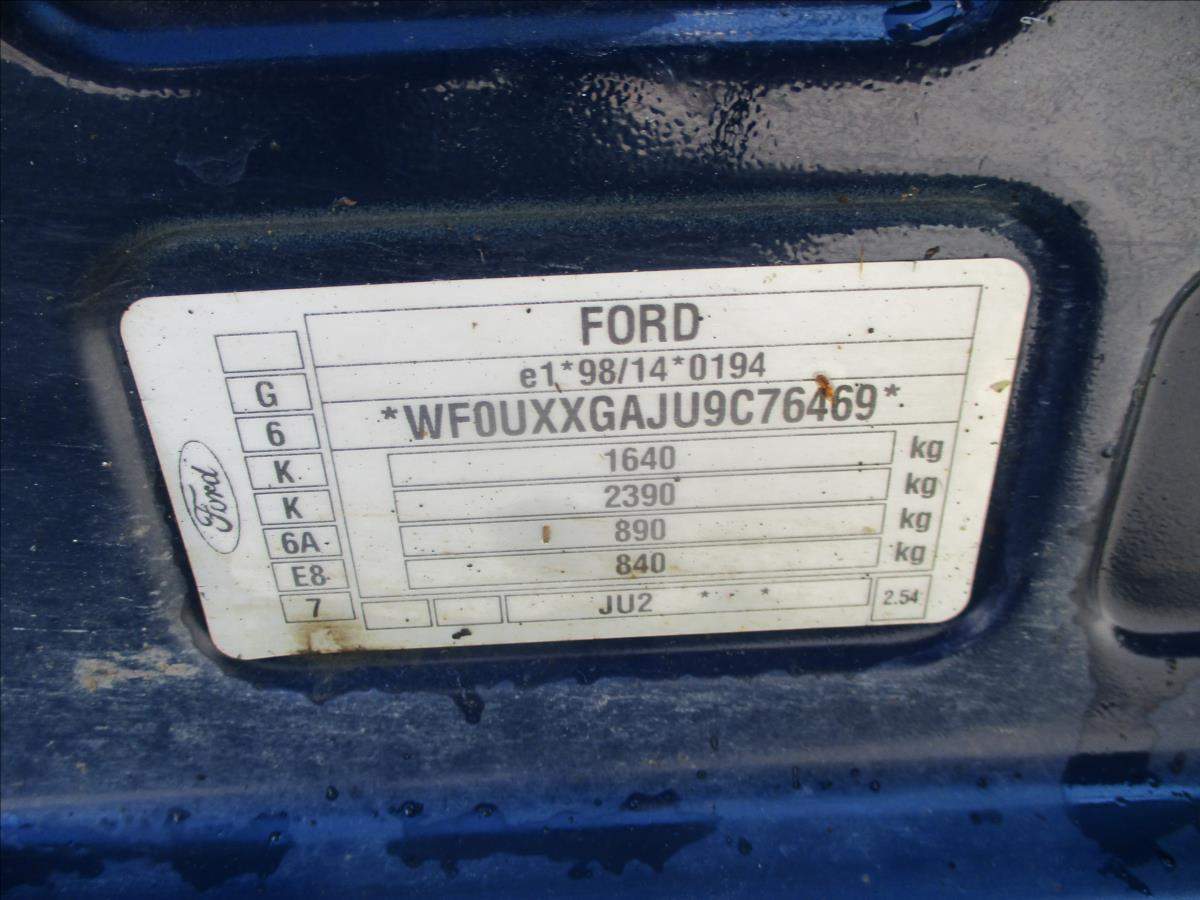 FORD
e1*98/14*0194
*WF0UXXGAJU9C76469*
G
6
K
K
6A
E8
7
Ford
1640 kg
2390 kg
890 kg
840 kg
JU2 * * *
2.54